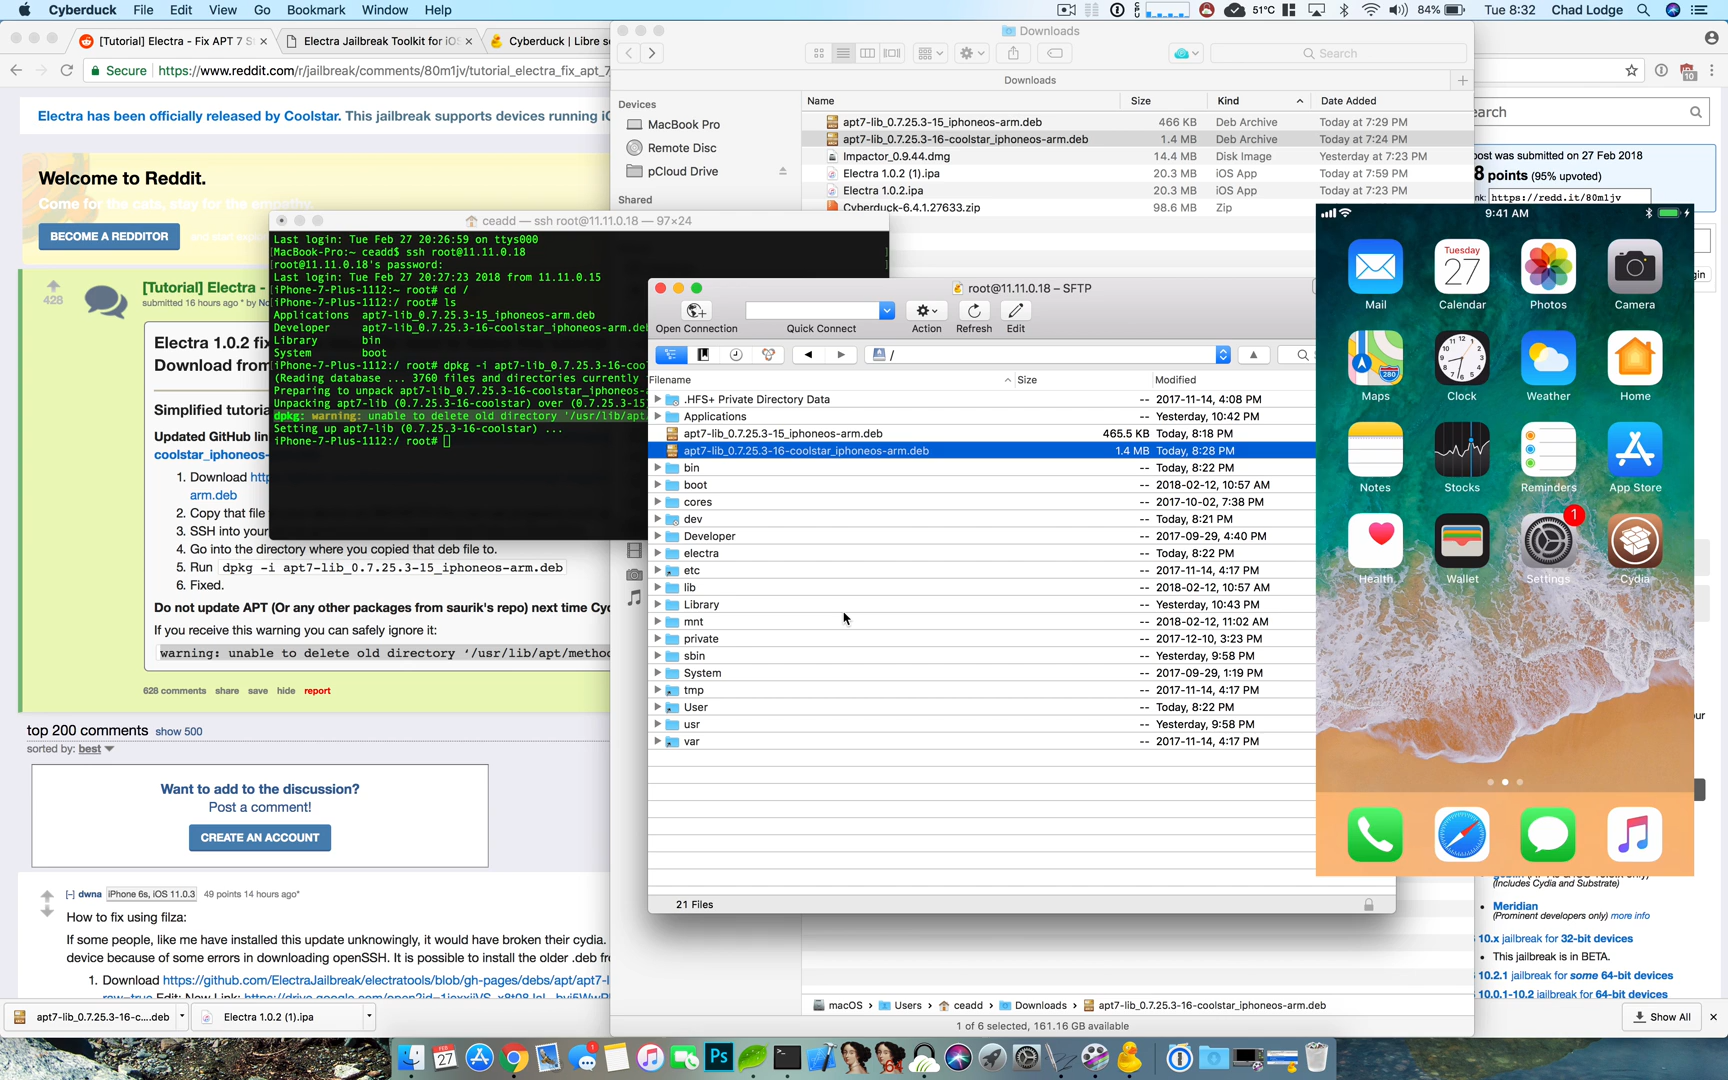 Cyberduck File Edit View Go Bookmark Window Help
51°C 84% Tue 8:32 Chad Lodge
[Tutorial] Electra - Fix APT 7 S
Electra Jailbreak Toolkit for iOS
Cyberduck | Libre s
Secure https://www.reddit.com/r/jailbreak/comments/80m1jv/tutorial_electra_fix_apt_7
10
Electra has been officially released by Coolstar. This jailbreak supports devices running iO
Welcome to Reddit.
Come for the cats, stay for the empathy.
BECOME A REDDITOR
428
[Tutorial] Electra -
submitted 16 hours ago * by No
Electra 1.0.2 fix
Download from
Simplified tutoria
Updated GitHub lin
coolstar_iphoneos-
1. Download htt
arm.deb
2. Copy that file
3. SSH into your
4. Go into the directory where you copied that deb file to.
5. Run dpkg -i apt7-lib_0.7.25.3-15_iphoneos-arm.deb
6. Fixed.
Do not update APT (Or any other packages from saurik's repo) next time Cyd
If you receive this warning you can safely ignore it:
warning: unable to delete old directory ‘/usr/lib/apt/metho
628 comments share save hide report
top 200 comments show 500
sorted by: best
Want to add to the discussion?
Post a comment!
CREATE AN ACCOUNT
[-] dwna iPhone 6s, iOS 11.0.3 49 points 14 hours ago*
How to fix using filza:
If some people, like me have installed this update unknowingly, it would have broken their cydia.
device because of some errors in downloading openSSH. It is possible to install the older .deb fro
1. Download https://github.com/ElectraJailbreak/electratools/blob/gh-pages/debs/apt/apt7-l
apt7-lib_0.7.25.3-16-c....deb
Electra 1.0.2 (1).ipa
Show All
ceadd — ssh root@11.11.0.18 — 97×24
Last login: Tue Feb 27 20:26:59 on ttys000
[MacBook-Pro:~ ceadd$ ssh root@11.11.0.18 ]
[root@11.11.0.18's password: ]
Last login: Tue Feb 27 20:27:23 2018 from 11.11.0.15
[iPhone-7-Plus-1112:~ root# cd /
[iPhone-7-Plus-1112:/ root# ls
Applications apt7-lib_0.7.25.3-15_iphoneos-arm.deb
Developer apt7-lib_0.7.25.3-16-coolstar_iphoneos-arm.deb
Library bin
System boot
[iPhone-7-Plus-1112:/ root# dpkg -i apt7-lib_0.7.25.3-16-coo
(Reading database ... 3760 files and directories currently
Preparing to unpack apt7-lib_0.7.25.3-16-coolstar_iphoneos-
Unpacking apt7-lib (0.7.25.3-16-coolstar) over (0.7.25.3-15
dpkg: warning: unable to delete old directory '/usr/lib/apt
Setting up apt7-lib (0.7.25.3-16-coolstar) ...
iPhone-7-Plus-1112:/ root#
Downloads
Search
Downloads
Devices
MacBook Pro
Remote Disc
pCloud Drive
Shared
Name Size Kind Date Added
apt7-lib_0.7.25.3-15_iphoneos-arm.deb 466 KB Deb Archive Today at 7:29 PM
apt7-lib_0.7.25.3-16-coolstar_iphoneos-arm.deb 1.4 MB Deb Archive Today at 7:24 PM
Impactor_0.9.44.dmg 14.4 MB Disk Image Yesterday at 7:23 PM
Electra 1.0.2 (1).ipa 20.3 MB iOS App Today at 7:59 PM
Electra 1.0.2.ipa 20.3 MB iOS App Today at 7:23 PM
Cyberduck-6.4.1.27633.zip 98.6 MB Zip
macOS Users ceadd Downloads apt7-lib_0.7.25.3-16-coolstar_iphoneos-arm.deb
1 of 6 selected, 161.16 GB available
root@11.11.0.18 – SFTP
Open Connection Quick Connect Action Refresh Edit
/
Filename Size Modified
.HFS+ Private Directory Data -- 2017-11-14, 4:08 PM
Applications -- Yesterday, 10:42 PM
apt7-lib_0.7.25.3-15_iphoneos-arm.deb 465.5 KB Today, 8:18 PM
apt7-lib_0.7.25.3-16-coolstar_iphoneos-arm.deb 1.4 MB Today, 8:28 PM
bin -- Today, 8:22 PM
boot -- 2018-02-12, 10:57 AM
cores -- 2017-10-02, 7:38 PM
dev -- Today, 8:21 PM
Developer -- 2017-09-29, 4:40 PM
electra -- Today, 8:22 PM
etc -- 2017-11-14, 4:17 PM
lib -- 2018-02-12, 10:57 AM
Library -- Yesterday, 10:43 PM
mnt -- 2018-02-12, 11:02 AM
private -- 2017-12-10, 3:23 PM
sbin -- Yesterday, 9:58 PM
System -- 2017-09-29, 1:19 PM
tmp -- 2017-11-14, 4:17 PM
User -- Today, 8:22 PM
usr -- Yesterday, 9:58 PM
var -- 2017-11-14, 4:17 PM
21 Files
earch
post was submitted on 27 Feb 2018
8 points (95% upvoted)
nk: https://redd.it/80m1jv
9:41 AM
Tuesday
27
Mail Calendar Photos Camera
280
Maps Clock Weather Home
Notes Stocks Reminders App Store
1
Health Wallet Settings Cydia
(Includes Cydia and Substrate)
Meridian
(Prominent developers only) more info
10.x jailbreak for 32-bit devices
This jailbreak is in BETA.
10.2.1 jailbreak for some 64-bit devices
10.0.1-10.2 jailbreak for 64-bit devices
FEB
27
1
Ps